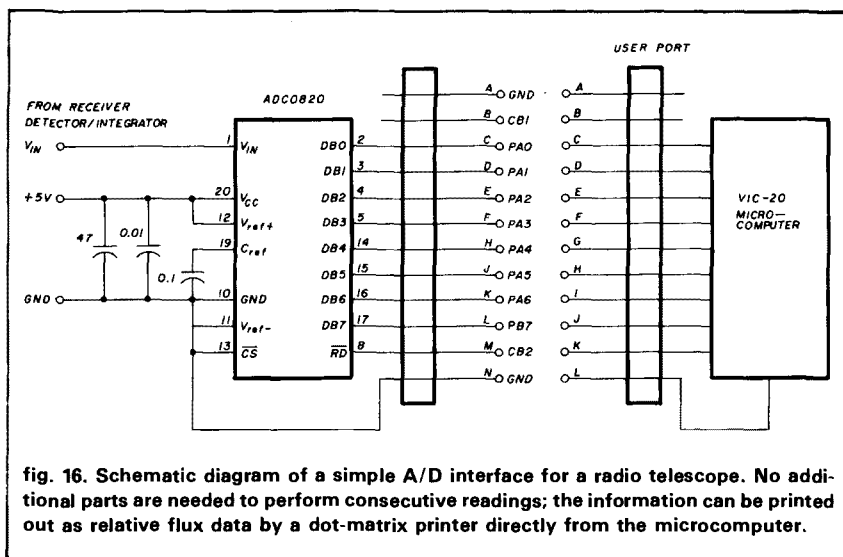 USER PORT
FROM RECEIVER
DETECTOR/INTEGRATOR
ADC0820
A GND A
B CB1 B
VIN 1 VIN DB0 2 C PA0 C
DB1 3 D PA1 D
+5V 20 VCC DB2 4 E PA2 E
12 Vref+ DB3 5 F PA3 F
47 0.01 19 Cref DB4 14 H PA4 G
0.1 DB5 15 J PA5 H
GND 10 GND DB6 16 K PA6 I
11 Vref- DB7 17 L PB7 J
13 CS RD 8 M CB2 K
N GND L
VIC-20
MICRO-
COMPUTER
fig. 16. Schematic diagram of a simple A/D interface for a radio telescope. No addi-
tional parts are needed to perform consecutive readings; the information can be printed
out as relative flux data by a dot-matrix printer directly from the microcomputer.